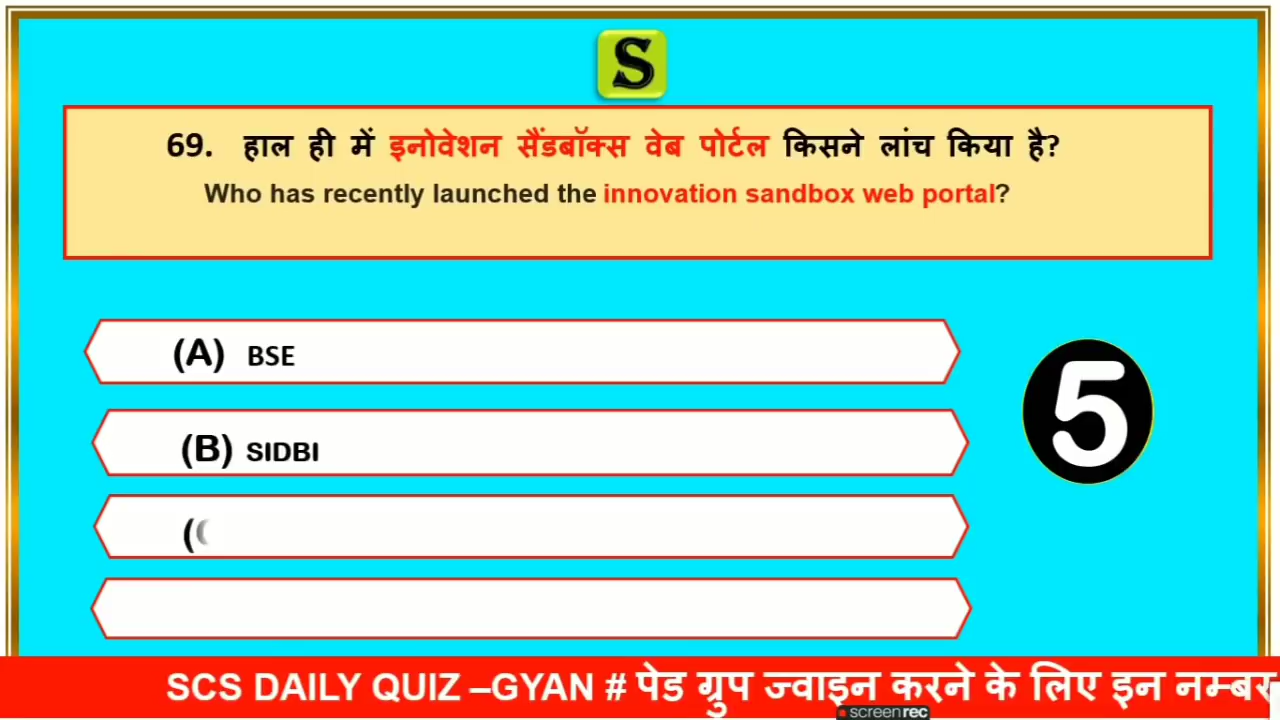 S
69. हाल ही में इनोवेशन सैंडबॉक्स वेब पोर्टल किसने लांच किया है?
Who has recently launched the innovation sandbox web portal?
(A) BSE
5
(B) SIDBI
(
SCS DAILY QUIZ –GYAN # पेड ग्रुप ज्वाइन करने के लिए इन नम्बर
screenrec